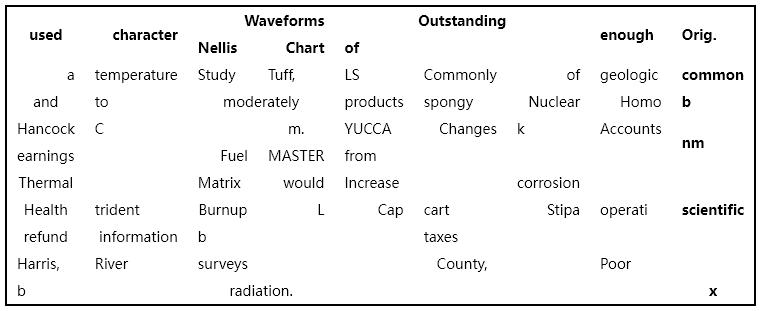 used character Waveforms Outstanding enough Orig.
Nellis Chart of
a temperature Study Tuff, LS Commonly of geologic common
and to moderately products spongy Nuclear Homo b
Hancock C m. YUCCA Changes k Accounts nm
earnings Fuel MASTER from
Thermal Matrix would Increase corrosion
Health trident Burnup L Cap cart Stipa operati scientific
refund information b taxes
Harris, River surveys County, Poor
b radiation. x